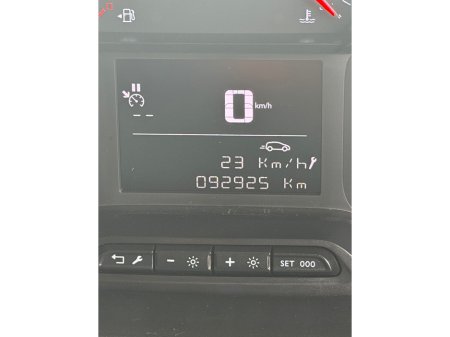 0 km/h
-- --
23 Km/h
092925 Km
- + SET 000